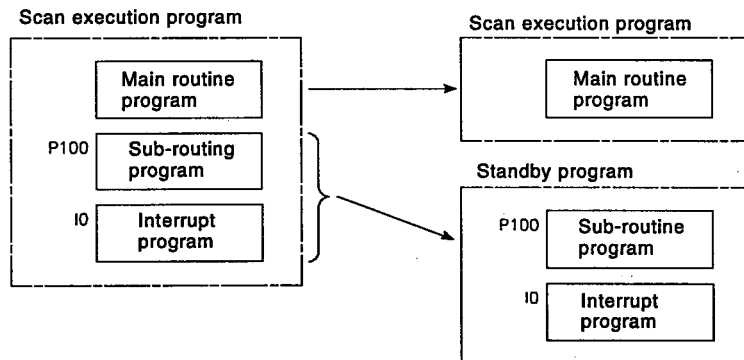 Scan execution program
Main routine
program
P100
Sub-routing
program
I0
Interrupt
program
Scan execution program
Main routine
program
Standby program
P100
Sub-routine
program
I0
Interrupt
program